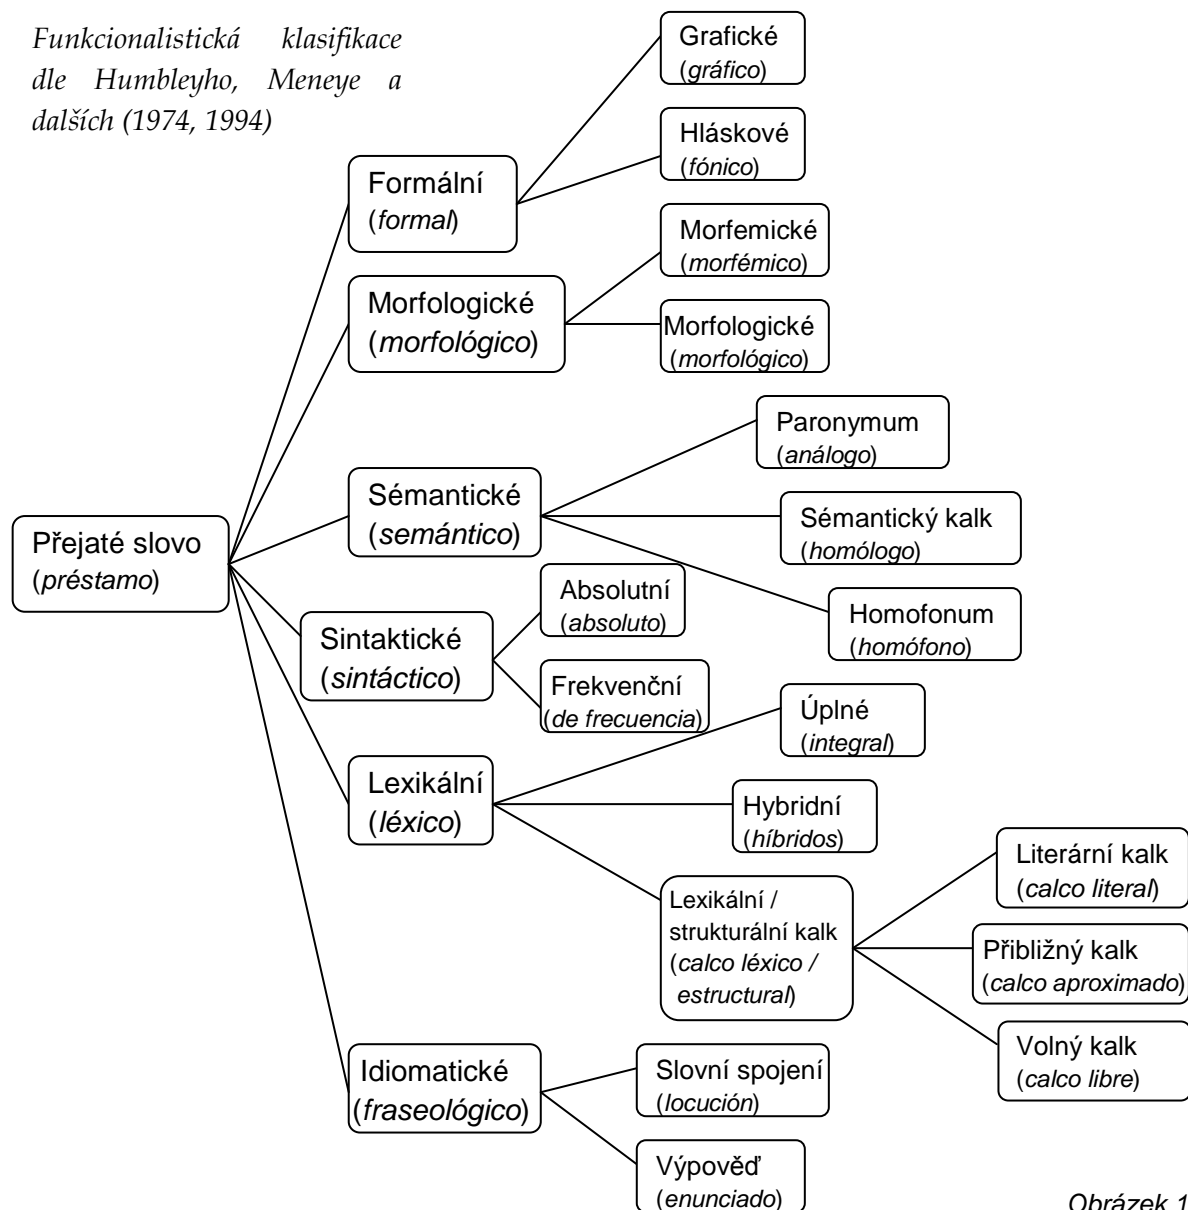 Funkcionalistická klasifikace
dle Humbleyho, Meneye a
dalších (1974, 1994)
Přejaté slovo
(préstamo)
Formální
(formal)
Grafické
(gráfico)
Hláskové
(fónico)
Morfologické
(morfológico)
Morfemické
(morfémico)
Morfologické
(morfológico)
Sémantické
(semántico)
Paronymum
(análogo)
Sémantický kalk
(homólogo)
Homofonum
(homófono)
Sintaktické
(sintáctico)
Absolutní
(absoluto)
Frekvenční
(de frecuencia)
Lexikální
(léxico)
Úplné
(integral)
Hybridní
(híbridos)
Lexikální /
strukturální kalk
(calco léxico /
estructural)
Literární kalk
(calco literal)
Přibližný kalk
(calco aproximado)
Volný kalk
(calco libre)
Idiomatické
(fraseológico)
Slovní spojení
(locución)
Výpověď
(enunciado)
Obrázek 1